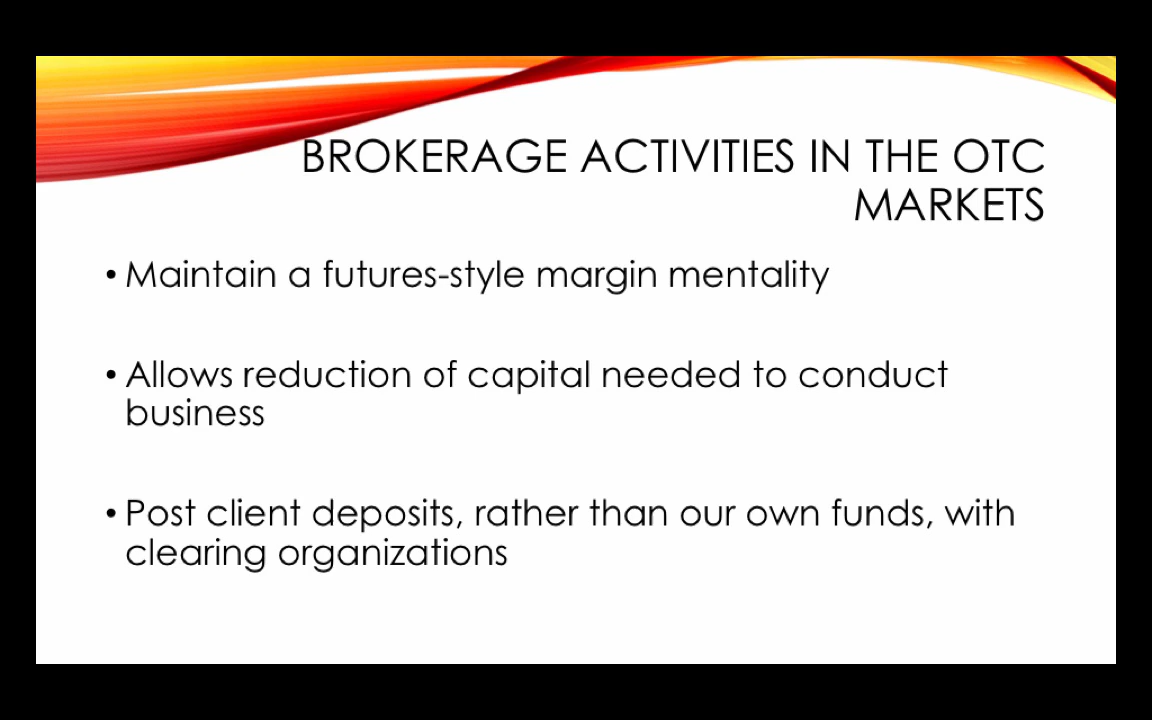 BROKERAGE ACTIVITIES IN THE OTC
MARKETS
• Maintain a futures-style margin mentality
• Allows reduction of capital needed to conduct
business
• Post client deposits, rather than our own funds, with
clearing organizations